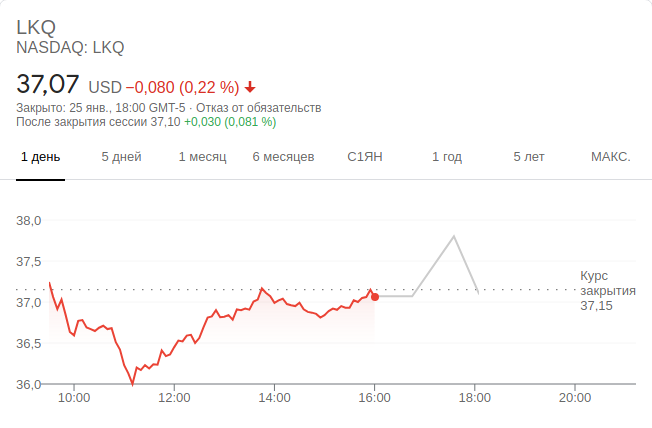 LKQ
NASDAQ: LKQ
37,07 USD −0,080 (0,22 %)
Закрыто: 25 янв., 18:00 GMT-5 · Отказ от обязательств
После закрытия сессии 37,10 +0,030 (0,081 %)
1 день 5 дней 1 месяц 6 месяцев С1ЯН 1 год 5 лет МАКС.
38,0
37,5
37,0
36,5
36,0
Курс
закрытия
37,15
10:00 12:00 14:00 16:00 18:00 20:00